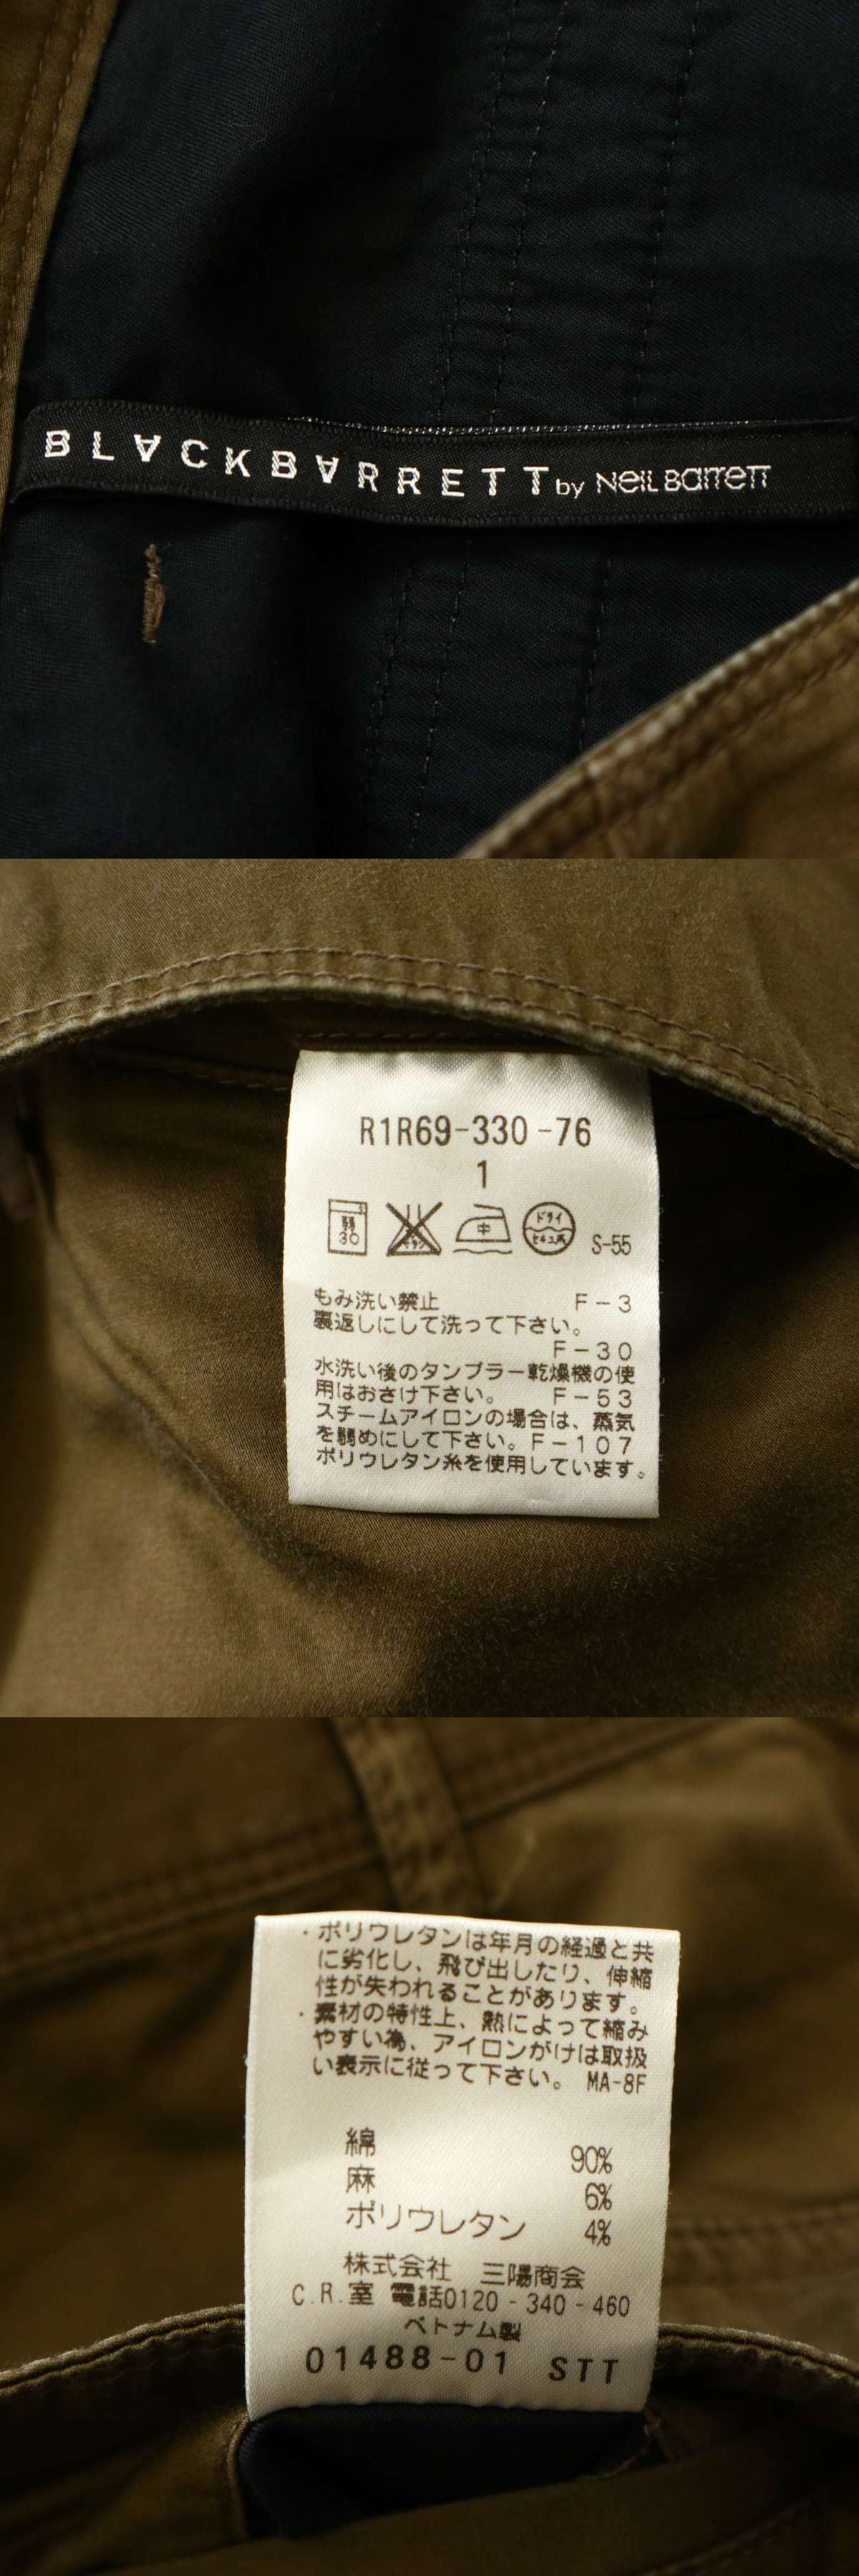 BLACKBARRETT by NEIL BARRETT
R1R69-330-76
1
弱
30
中
ドライ
S-55
もみ洗い禁止 F-3
裏返しにして洗って下さい。
F-30
水洗い後のタンブラー乾燥機の使
用はおさけ下さい。 F-53
スチームアイロンの場合は、蒸気
を弱めにして下さい。F-107
ポリウレタン糸を使用しています。
・ポリウレタンは年月の経過と共
に劣化し、飛び出したり、伸縮
性が失われることがあります。
・素材の特性上、熱によって縮み
やすい為、アイロンがけは取扱
い表示に従って下さい。 MA-8F
綿 90%
麻 6%
ポリウレタン 4%
株式会社 三陽商会
C.R.室 電話0120-340-460
ベトナム製
01488-01 STT